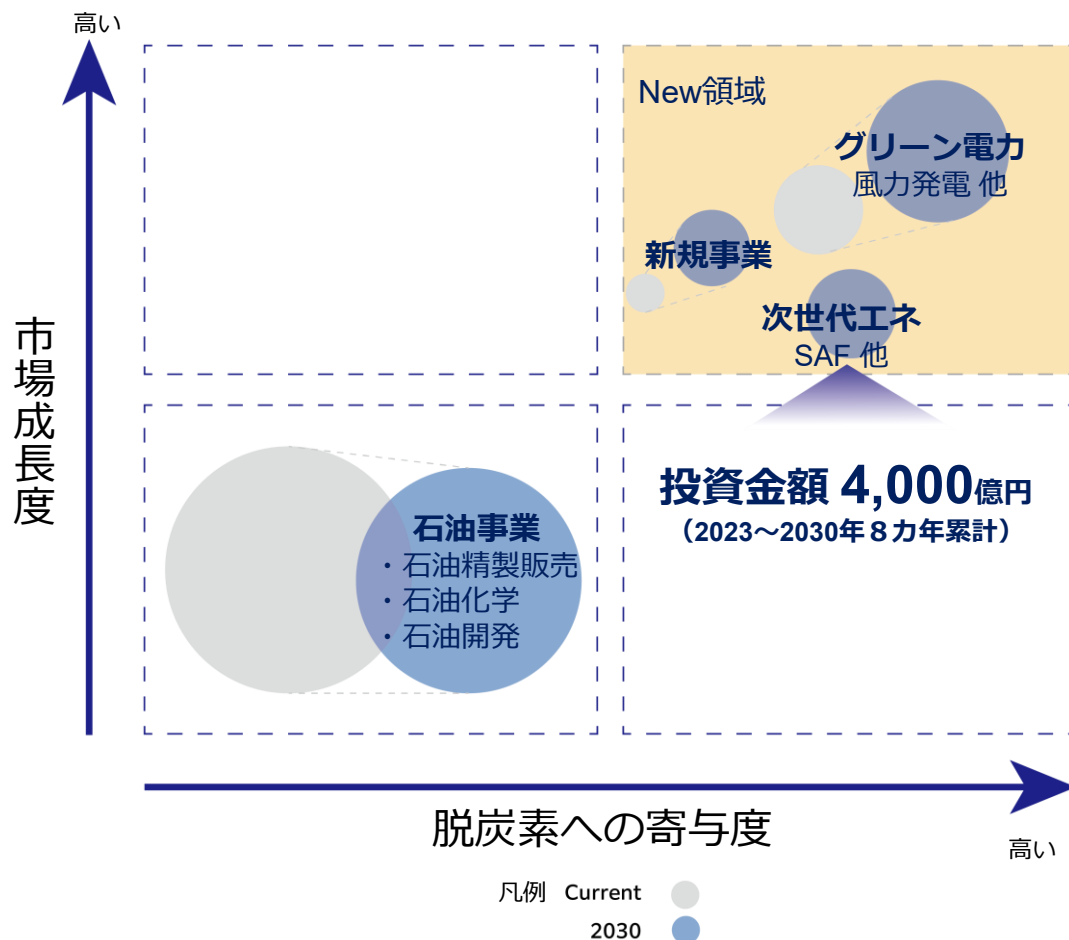 高い
New領域
グリーン電力
風力発電 他
新規事業
次世代エネ
SAF 他
市場成長度
投資金額 4,000億円
（2023～2030年８カ年累計）
石油事業
・石油精製販売
・石油化学
・石油開発
脱炭素への寄与度
高い
凡例 Current
2030